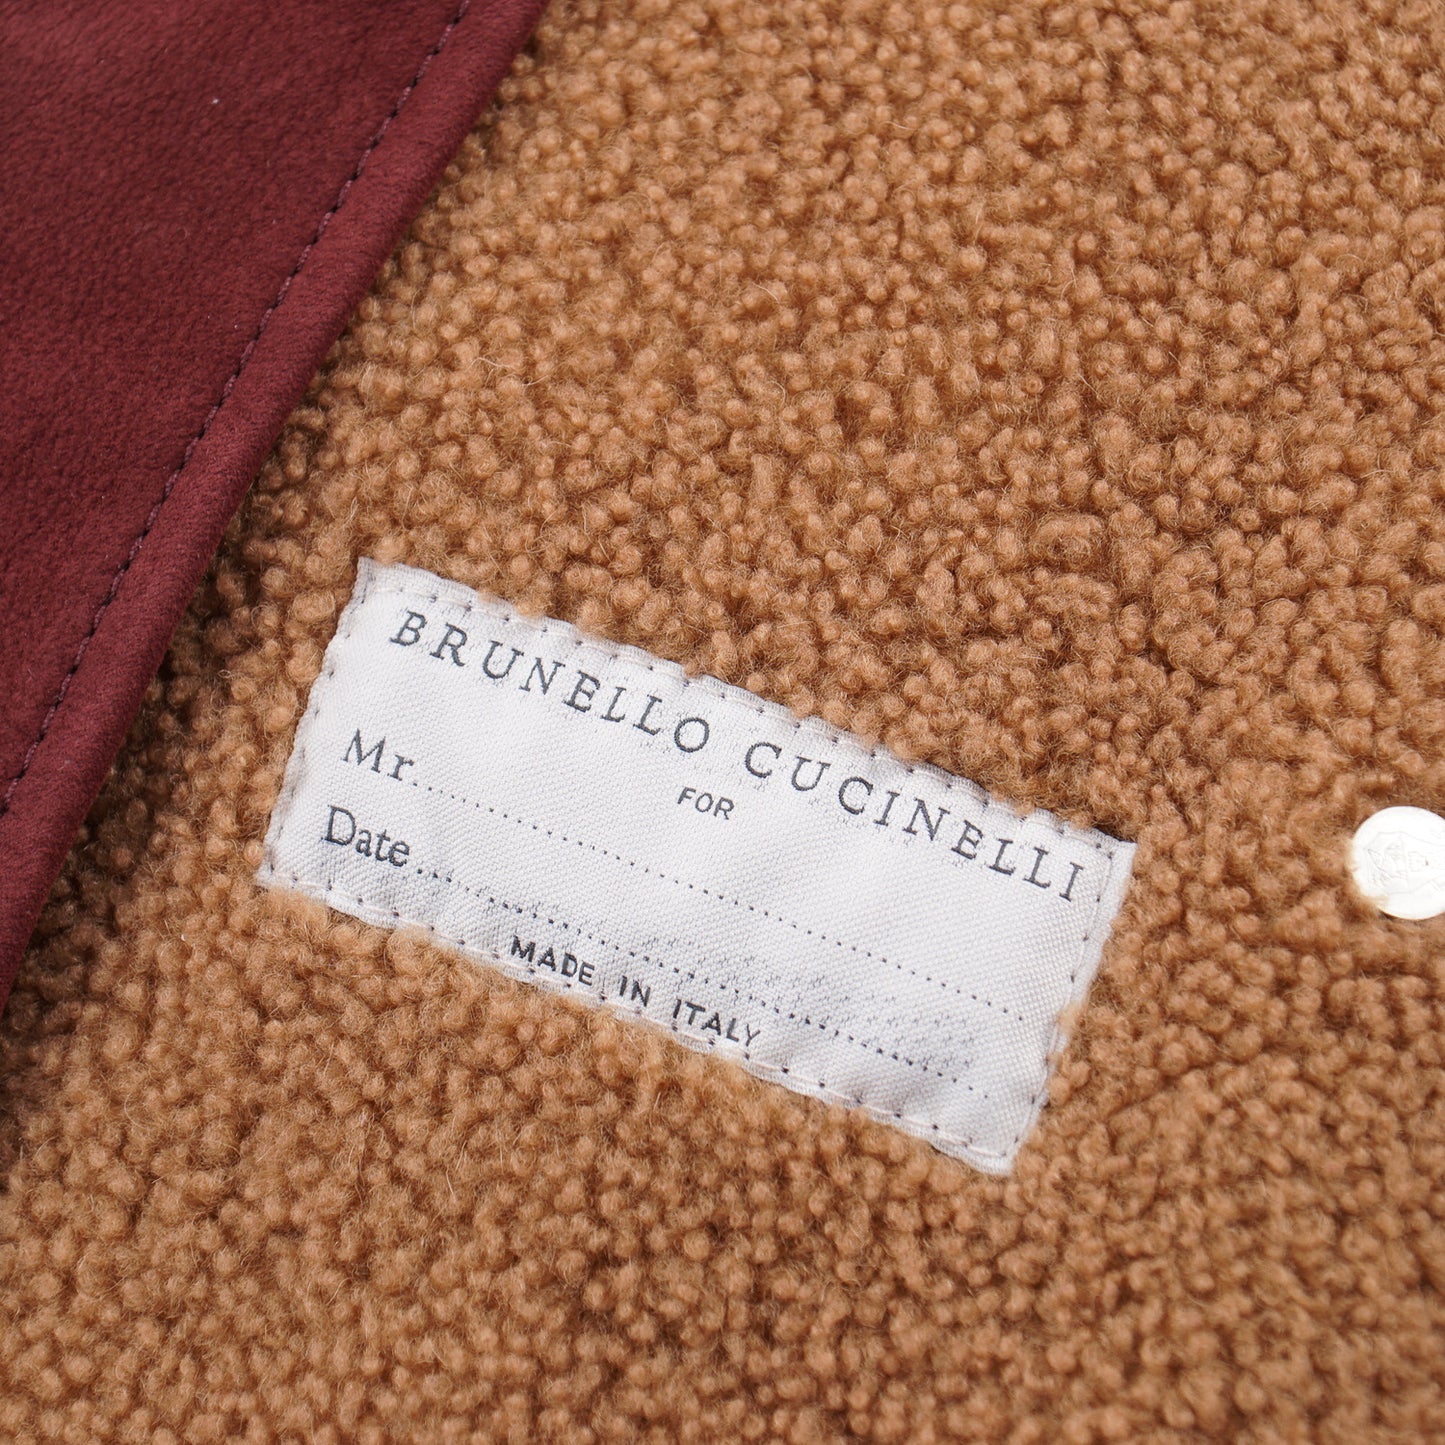 BRUNELLO CUCINELLI
FOR
Mr.
Date
MADE IN ITALY